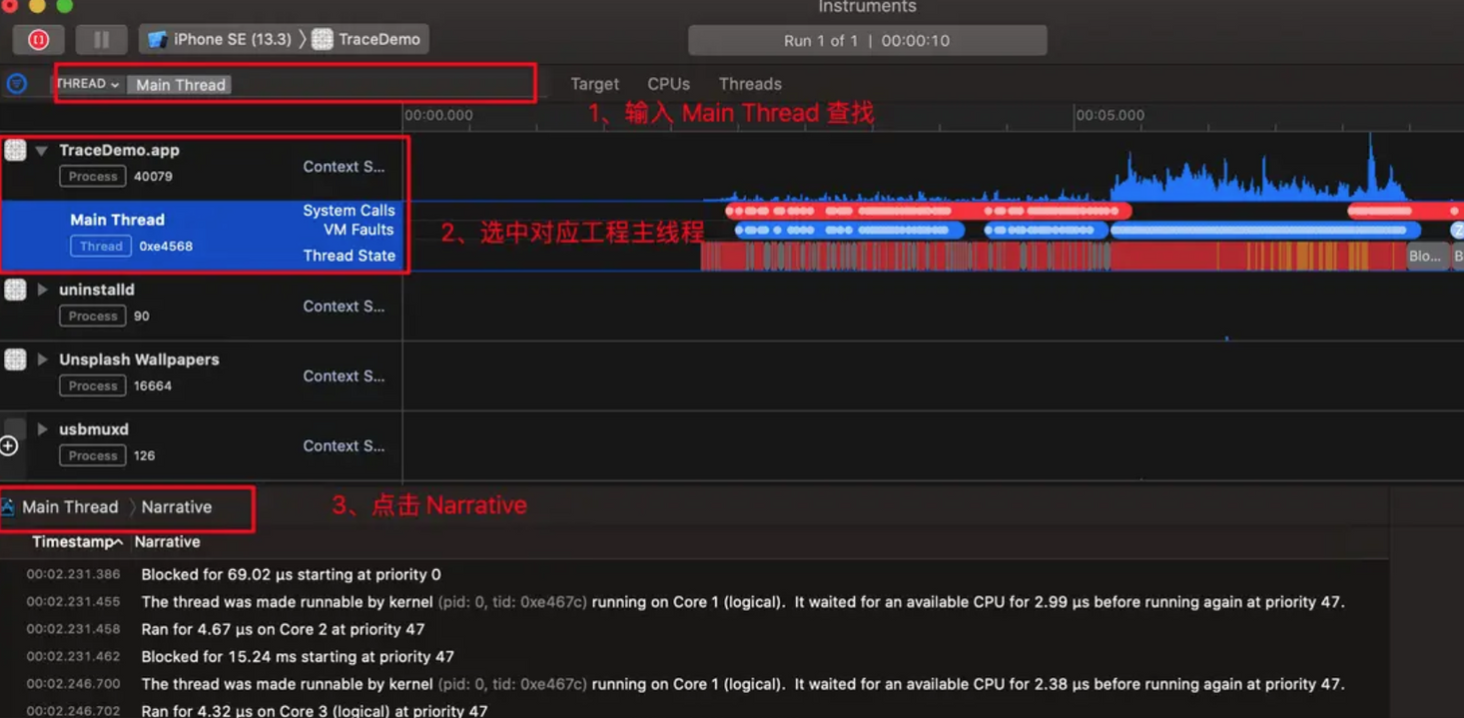 Instruments
iPhone SE (13.3) 〉 TraceDemo
Run 1 of 1 | 00:00:10
THREAD Main Thread
Target CPUs Threads
00:00.000
1、输入 Main Thread 查找
00:05.000
TraceDemo.app
Context S...
Process 40079
System Calls
Main Thread
VM Faults
2、选中对应工程主线程
Thread 0xe4568
Thread State
Blo...
B
Z
uninstalld
Context S...
Process 90
Unsplash Wallpapers
Context S...
Process 16664
usbmuxd
Context S...
Process 126
Main Thread 〉 Narrative
3、点击 Narrative
Timestamp Narrative
00:02.231.386 Blocked for 69.02 µs starting at priority 0
00:02.231.455 The thread was made runnable by kernel (pid: 0, tid: 0xe467c) running on Core 1 (logical). It waited for an available CPU for 2.99 µs before running again at priority 47.
00:02.231.458 Ran for 4.67 µs on Core 2 at priority 47
00:02.231.462 Blocked for 15.24 ms starting at priority 47
00:02.246.700 The thread was made runnable by kernel (pid: 0, tid: 0xe467c) running on Core 1 (logical). It waited for an available CPU for 2.38 µs before running again at priority 47.
00:02.246.702 Ran for 4.32 µs on Core 3 (logical) at priority 47